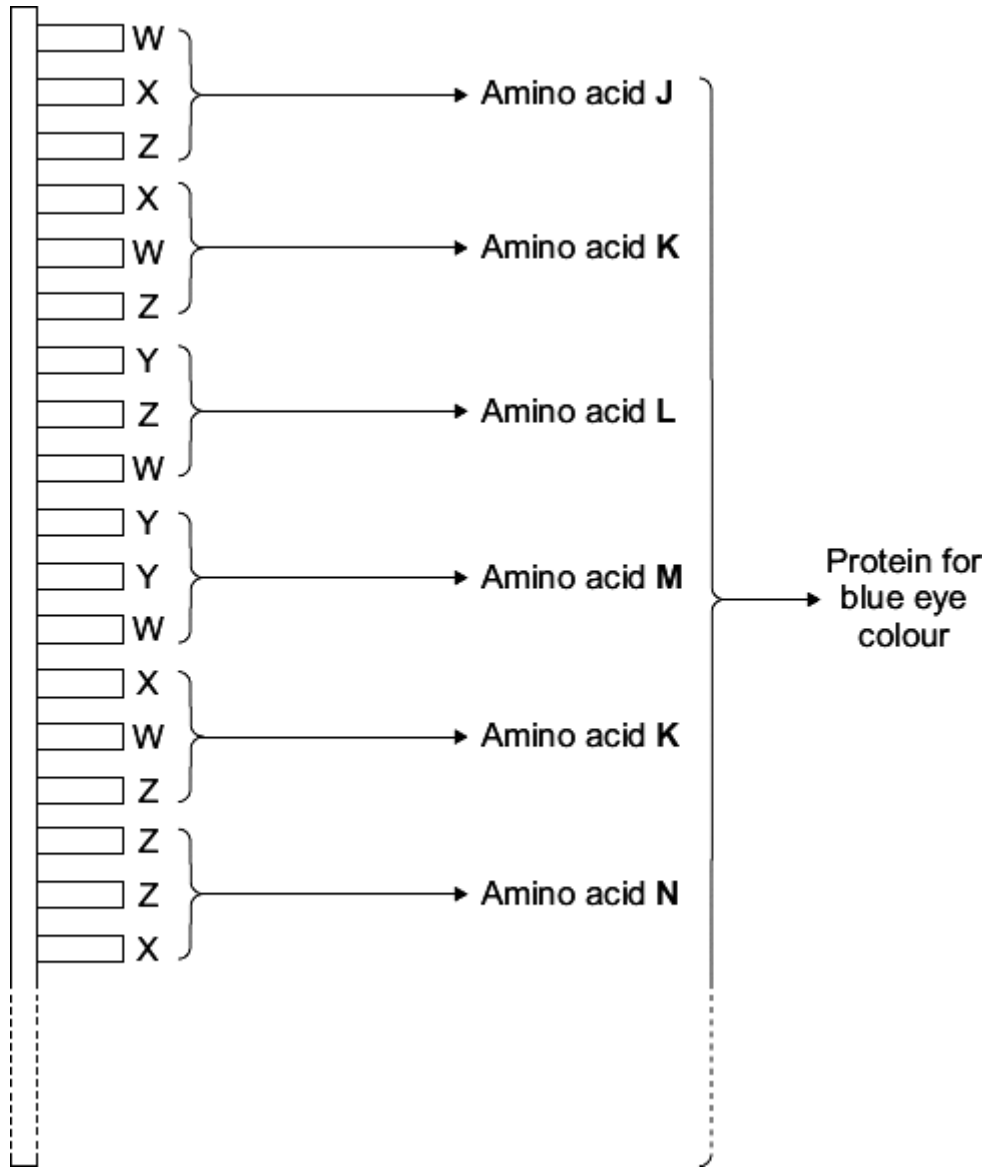 W
X
Amino acid J
Z
X
W
Amino acid K
Z
Y
Z
Amino acid L
W
Y
Y
Amino acid M
W
X
W
Amino acid K
Z
Z
Z
Amino acid N
X
Protein for
blue eye
colour